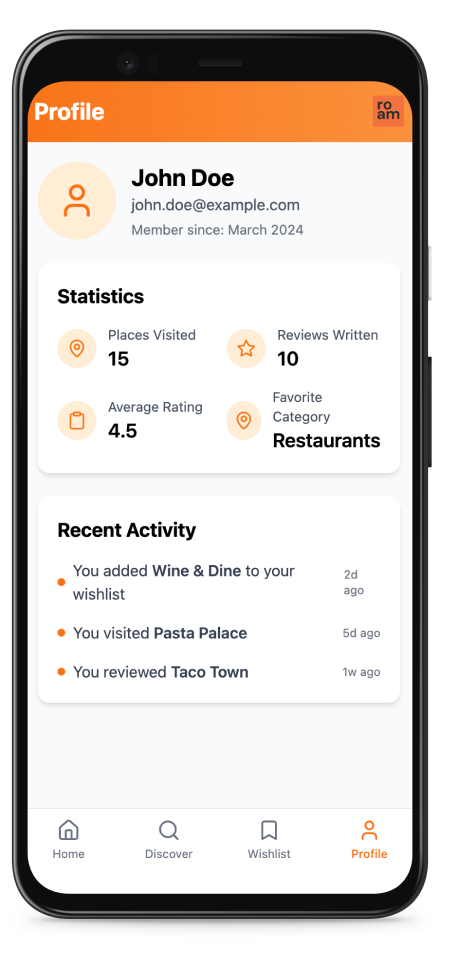 Profile
ro
am
John Doe
john.doe@example.com
Member since: March 2024
Statistics
Places Visited
15
Reviews Written
10
Average Rating
4.5
Favorite
Category
Restaurants
Recent Activity
You added Wine & Dine to your
wishlist
2d
ago
You visited Pasta Palace
5d ago
You reviewed Taco Town
1w ago
Home
Discover
Wishlist
Profile